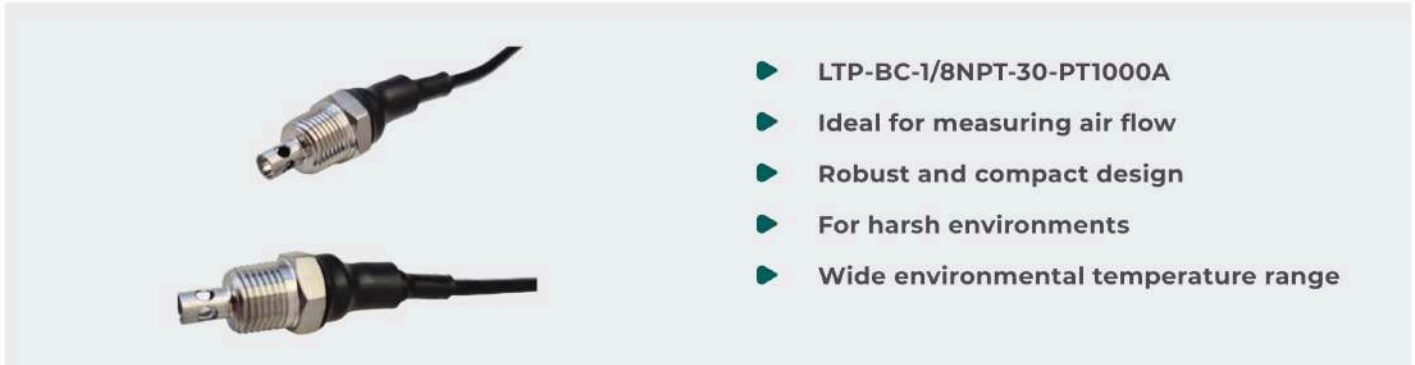 LTP-BC-1/8NPT-30-PT1000A
Ideal for measuring air flow
Robust and compact design
For harsh environments
Wide environmental temperature range